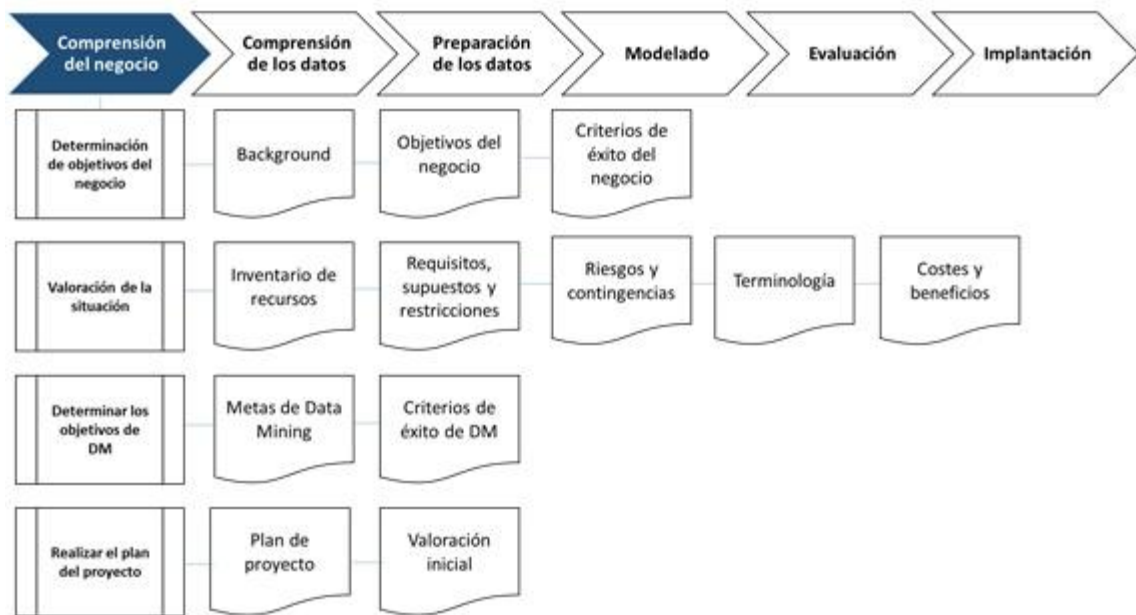 Comprensión
del negocio
Comprensión
de los datos
Preparación
de los datos
Modelado
Evaluación
Implantación
Determinación
de objetivos del
negocio
Background
Objetivos del
negocio
Criterios de
éxito del
negocio
Valoración de la
situación
Inventario de
recursos
Requisitos,
supuestos y
restricciones
Riesgos y
contingencias
Terminología
Costes y
beneficios
Determinar los
objetivos de
DM
Metas de Data
Mining
Criterios de
éxito de DM
Realizar el plan
del proyecto
Plan de
proyecto
Valoración
inicial